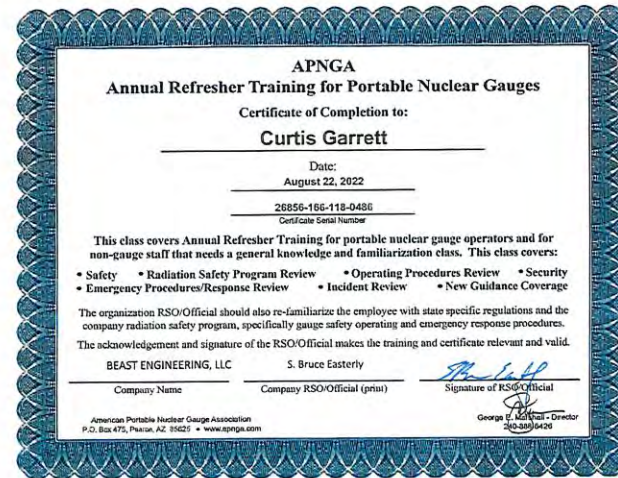 APNGA
Annual Refresher Training for Portable Nuclear Gauges
Certificate of Completion to:
Curtis Garrett
Date:
August 22, 2022
26856-166-118-0486
Certificate Serial Number
This class covers Annual Refresher Training for portable nuclear gauge operators and for
non-gauge staff that needs a general knowledge and familiarization class. This class covers:
• Safety • Radiation Safety Program Review • Operating Procedures Review • Security
• Emergency Procedures/Response Review • Incident Review • New Guidance Coverage
The organization RSO/Official should also re-familiarize the employee with state specific regulations and the
company radiation safety program, specifically gauge safety operating and emergency response procedures.
The acknowledgement and signature of the RSO/Official makes the training and certificate relevant and valid.
BEAST ENGINEERING, LLC S. Bruce Easterly
Company Name Company RSO/Official (print) Signature of RSO/Official
American Portable Nuclear Gauge Association George E. Marshall - Director
P.O. Box 475, Pearce, AZ 85625 • www.apnga.com